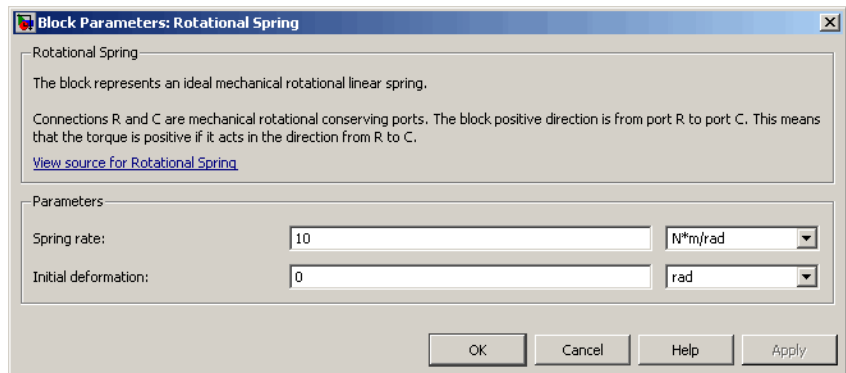 Block Parameters: Rotational Spring
Rotational Spring
The block represents an ideal mechanical rotational linear spring.
Connections R and C are mechanical rotational conserving ports. The block positive direction is from port R to port C. This means
that the torque is positive if it acts in the direction from R to C.
View source for Rotational Spring
Parameters
Spring rate: 10 N*m/rad
Initial deformation: 0 rad
OK Cancel Help Apply